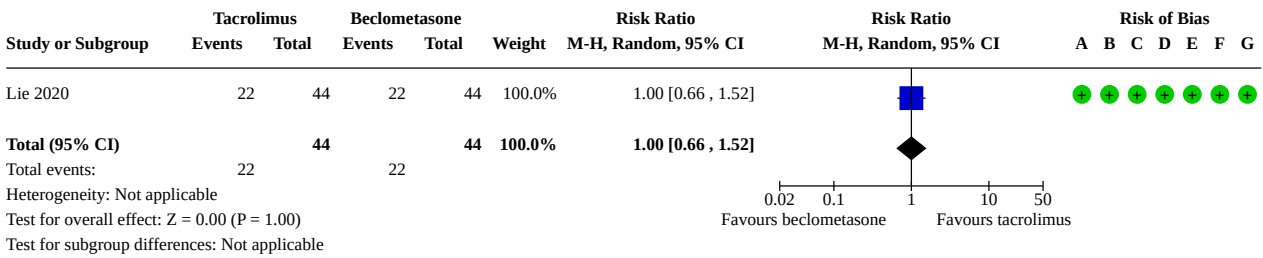 Tacrolimus Beclometasone Risk Ratio Risk Ratio Risk of Bias
Study or Subgroup Events Total Events Total Weight M-H, Random, 95% CI M-H, Random, 95% CI A B C D E F G
Lie 2020 22 44 22 44 100.0% 1.00 [0.66 , 1.52] + + + + + + +
Total (95% CI) 44 44 100.0% 1.00 [0.66 , 1.52]
Total events: 22 22
Heterogeneity: Not applicable
0.02 0.1 1 10 50
Test for overall effect: Z = 0.00 (P = 1.00) Favours beclometasone Favours tacrolimus
Test for subgroup differences: Not applicable